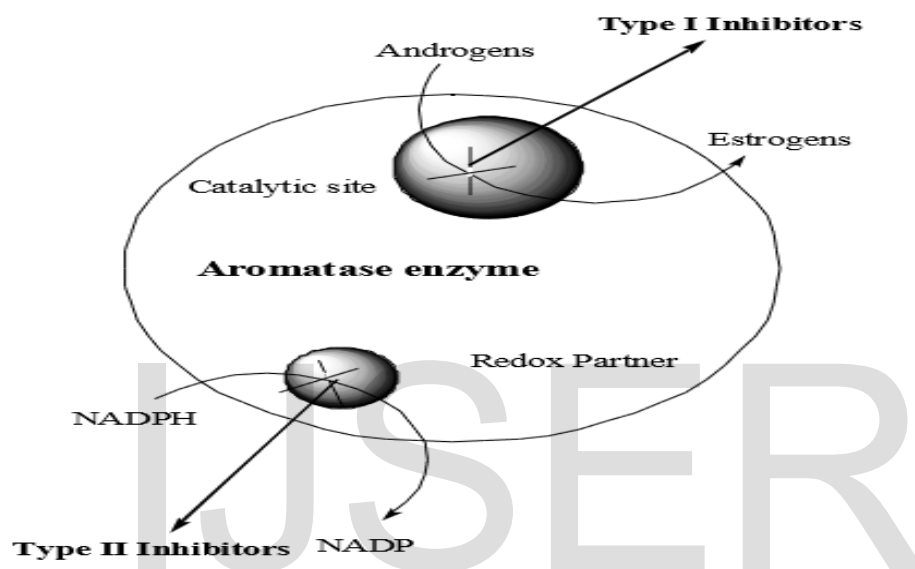 Type I Inhibitors
Androgens
Estrogens
Catalytic site
Aromatase enzyme
Redox Partner
NADPH
Type II Inhibitors
NADP
IJSER